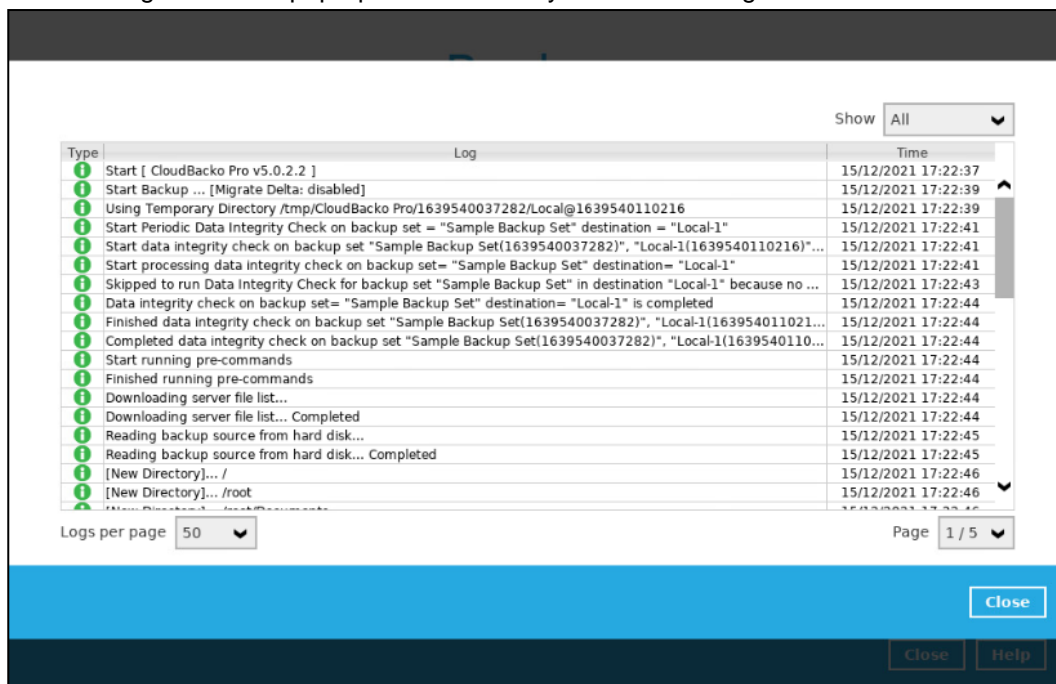 Show All
Type Log Time
Start [ CloudBacko Pro v5.0.2.2 ] 15/12/2021 17:22:37
Start Backup ... [Migrate Delta: disabled] 15/12/2021 17:22:39
Using Temporary Directory /tmp/CloudBacko Pro/1639540037282/Local@1639540110216 15/12/2021 17:22:39
Start Periodic Data Integrity Check on backup set = "Sample Backup Set" destination = "Local-1" 15/12/2021 17:22:41
Start data integrity check on backup set "Sample Backup Set(1639540037282)", "Local-1(1639540110216)"... 15/12/2021 17:22:41
Start processing data integrity check on backup set= "Sample Backup Set" destination= "Local-1" 15/12/2021 17:22:41
Skipped to run Data Integrity Check for backup set "Sample Backup Set" in destination "Local-1" because no ... 15/12/2021 17:22:43
Data integrity check on backup set= "Sample Backup Set" destination= "Local-1" is completed 15/12/2021 17:22:44
Finished data integrity check on backup set "Sample Backup Set(1639540037282)", "Local-1(163954011021... 15/12/2021 17:22:44
Completed data integrity check on backup set "Sample Backup Set(1639540037282)", "Local-1(1639540110... 15/12/2021 17:22:44
Start running pre-commands 15/12/2021 17:22:44
Finished running pre-commands 15/12/2021 17:22:44
Downloading server file list... 15/12/2021 17:22:44
Downloading server file list... Completed 15/12/2021 17:22:44
Reading backup source from hard disk... 15/12/2021 17:22:45
Reading backup source from hard disk... Completed 15/12/2021 17:22:45
[New Directory]... / 15/12/2021 17:22:46
[New Directory]... /root 15/12/2021 17:22:46
Logs per page 50 Page 1 / 5
Close
Close Help